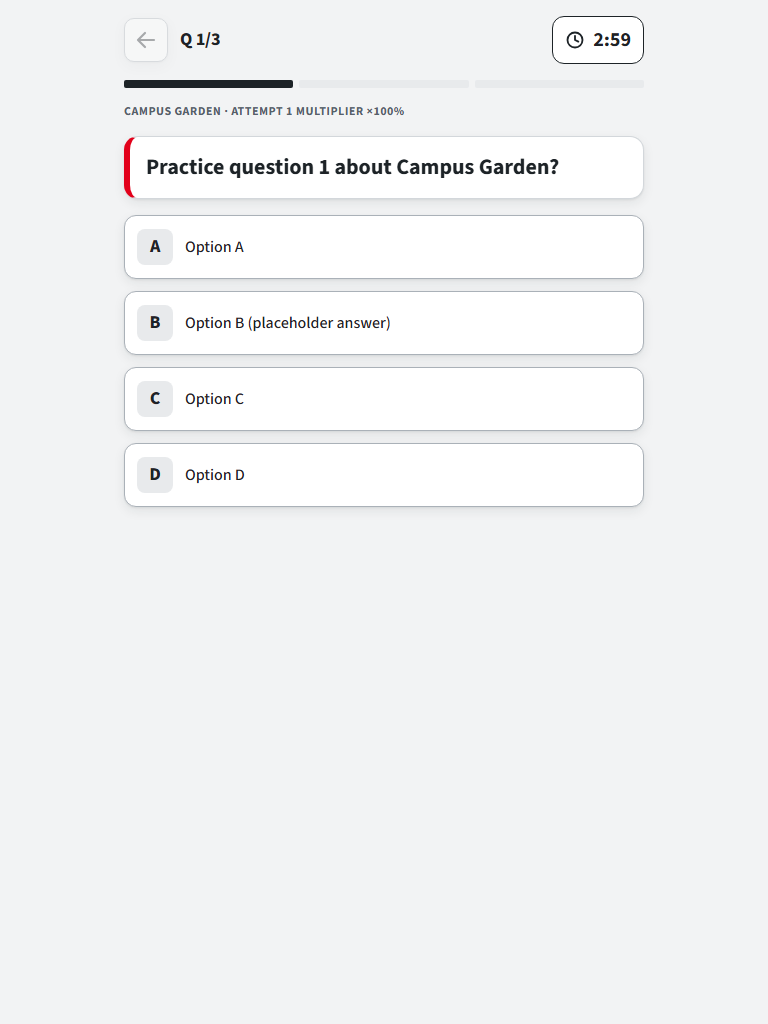 Q 1/3
2:59
CAMPUS GARDEN · ATTEMPT 1 MULTIPLIER ×100%
Practice question 1 about Campus Garden?
A Option A
B Option B (placeholder answer)
C Option C
D Option D